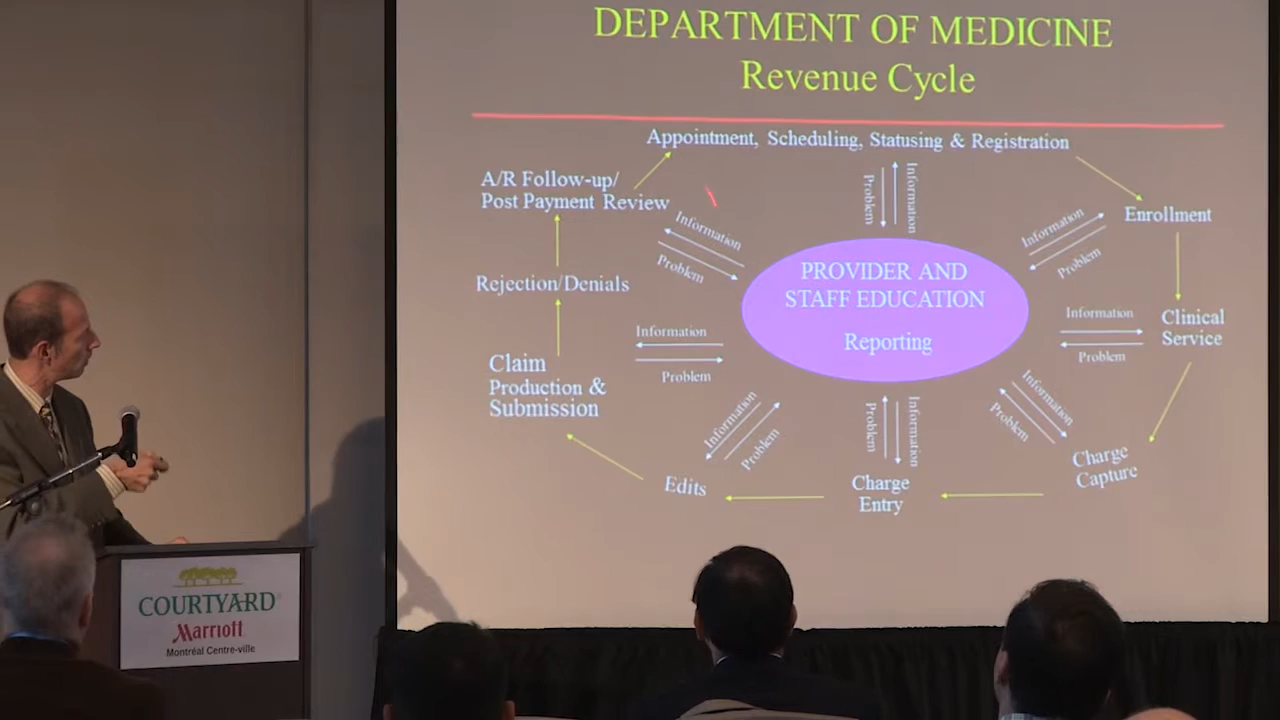 DEPARTMENT OF MEDICINE
Revenue Cycle
Appointment, Scheduling, Statusing & Registration
A/R Follow-up/
Post Payment Review
Problem
Information
Enrollment
Information
Problem
Information
Problem
PROVIDER AND
STAFF EDUCATION
Reporting
Rejection/Denials
Information
Problem
Clinical
Service
Information
Problem
Claim
Production &
Submission
Information
Problem
Problem
Information
Information
Problem
Charge
Capture
Edits
Charge
Entry
COURTYARD®
Marriott
Montréal Centre-ville